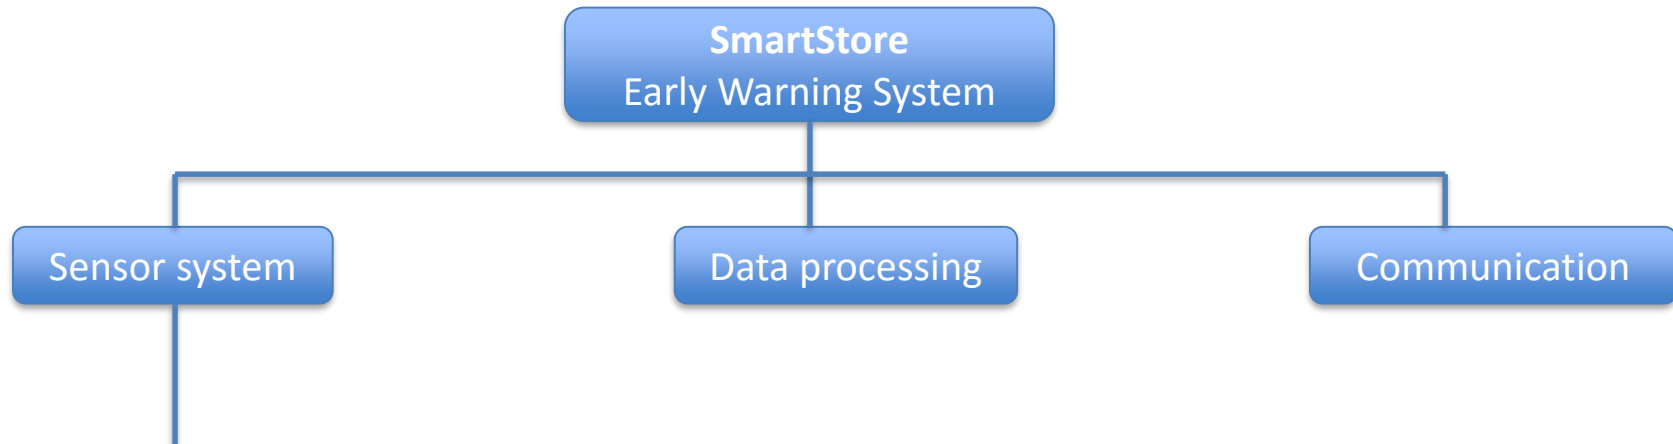 SmartStore
Early Warning System
Sensor system
Data processing
Communication